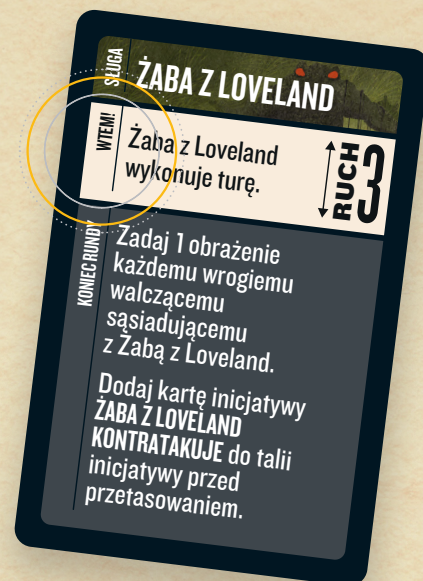 SŁUGA
ŻABA Z LOVELAND
WTEM!
Żaba z Loveland
wykonuje turę.
RUCH
3
KONIEC RUNDY
Zadaj 1 obrażenie
każdemu wrogiemu
walczącemu
sąsiadującemu
z Żabą z Loveland.
Dodaj kartę inicjatywy
ŻABA Z LOVELAND
KONTRATAKUJE do talii
inicjatywy przed
przetasowaniem.